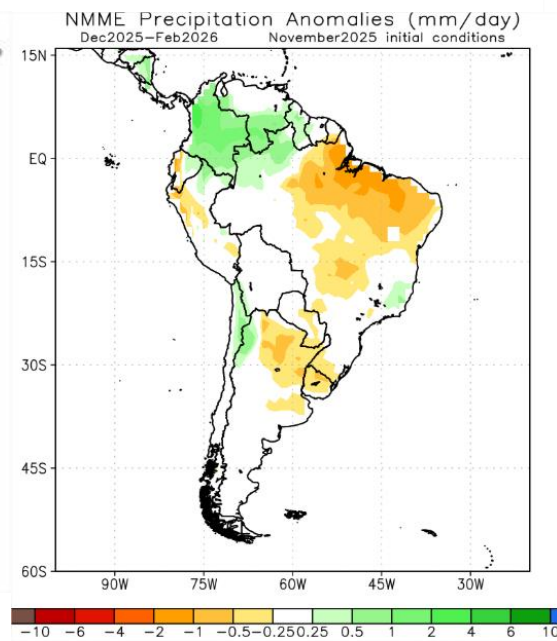 NMME Precipitation Anomalies (mm/day)
Dec2025−Feb2026 November2025 initial conditions
15N
EQ
15S
30S
45S
60S
90W 75W 60W 45W 30W
−10 −6 −4 −2 −1 −0.5 −0.25 0.25 0.5 1 2 4 6 10